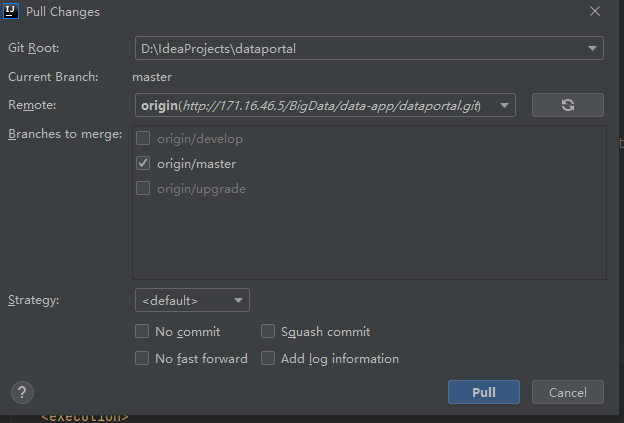 Pull Changes
Git Root: D:\IdeaProjects\dataportal
Current Branch: master
Remote: origin(http://171.16.46.5/BigData/data-app/dataportal.git)
Branches to merge: origin/develop
origin/master
origin/upgrade
Strategy: <default>
No commit Squash commit
No fast forward Add log information
? Pull Cancel
<execution>